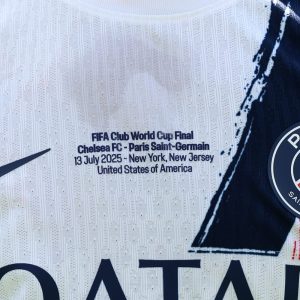 FIFA Club World Cup Final
Chelsea FC - Paris Saint-Germain
13 July 2025 - New York, New Jersey
United States of America
QATAR